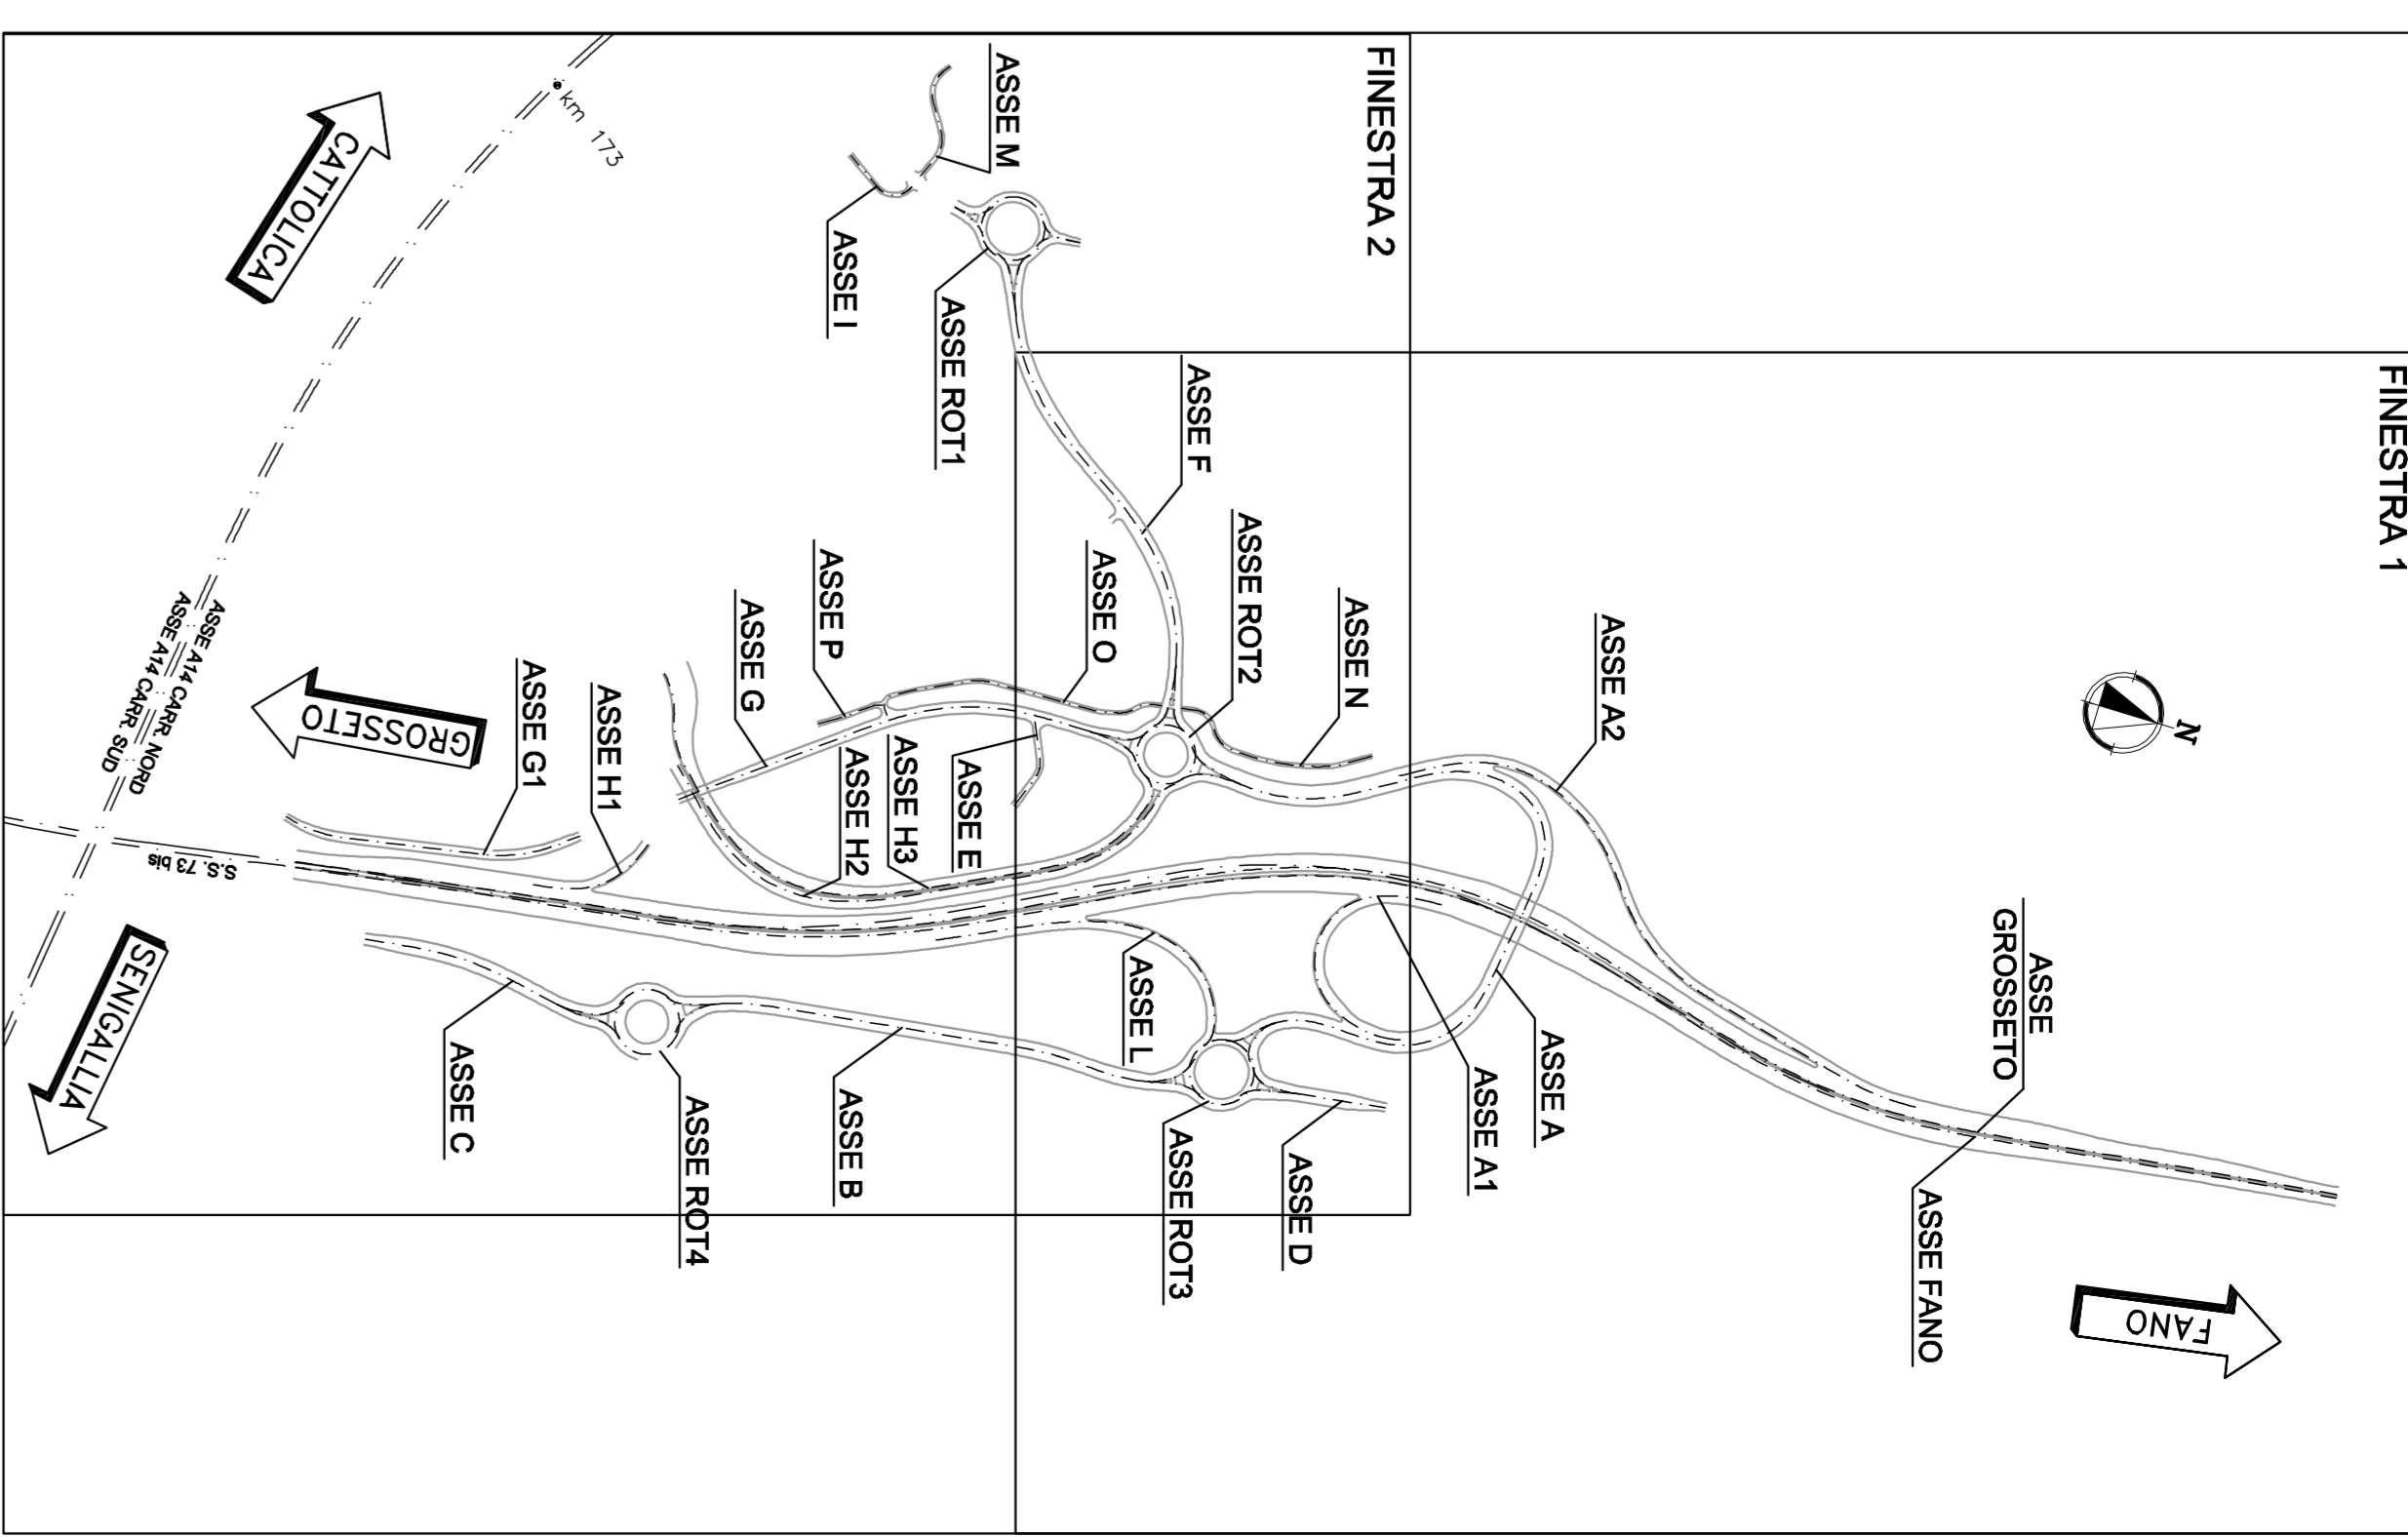 FINESTRA 1
FINESTRA 2
ASSE M
ASSE I
ASSE ROT1
ASSE F
ASSE ROT2
ASSE N
ASSE A2
ASSE O
ASSE P
ASSE G
ASSE G1
ASSE H1
ASSE H2
ASSE H3
ASSE E
ASSE
GROSSETO
ASSE FANO
ASSE A
ASSE A1
ASSE L
ASSE D
ASSE ROT3
ASSE B
ASSE ROT4
ASSE C
km 173
CATTOLICA
GROSSETO
SENIGALLIA
FANO
N
ASSE A14 CARR. NORD
ASSE A14 CARR. SUD
S.S. 73 bis